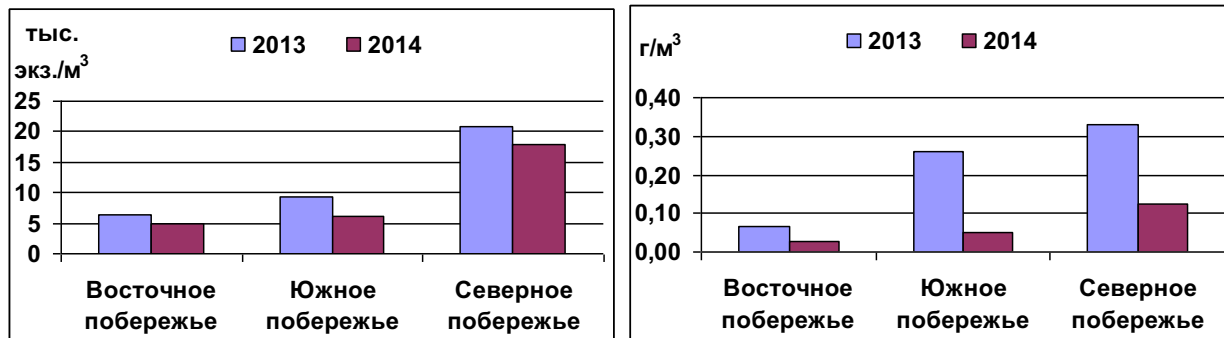 тыс.
экз./м³
2013 2014
25
20
15
10
5
0
Восточное побережье
Южное побережье
Северное побережье
г/м³
2013 2014
0,40
0,30
0,20
0,10
0,00
Восточное побережье
Южное побережье
Северное побережье